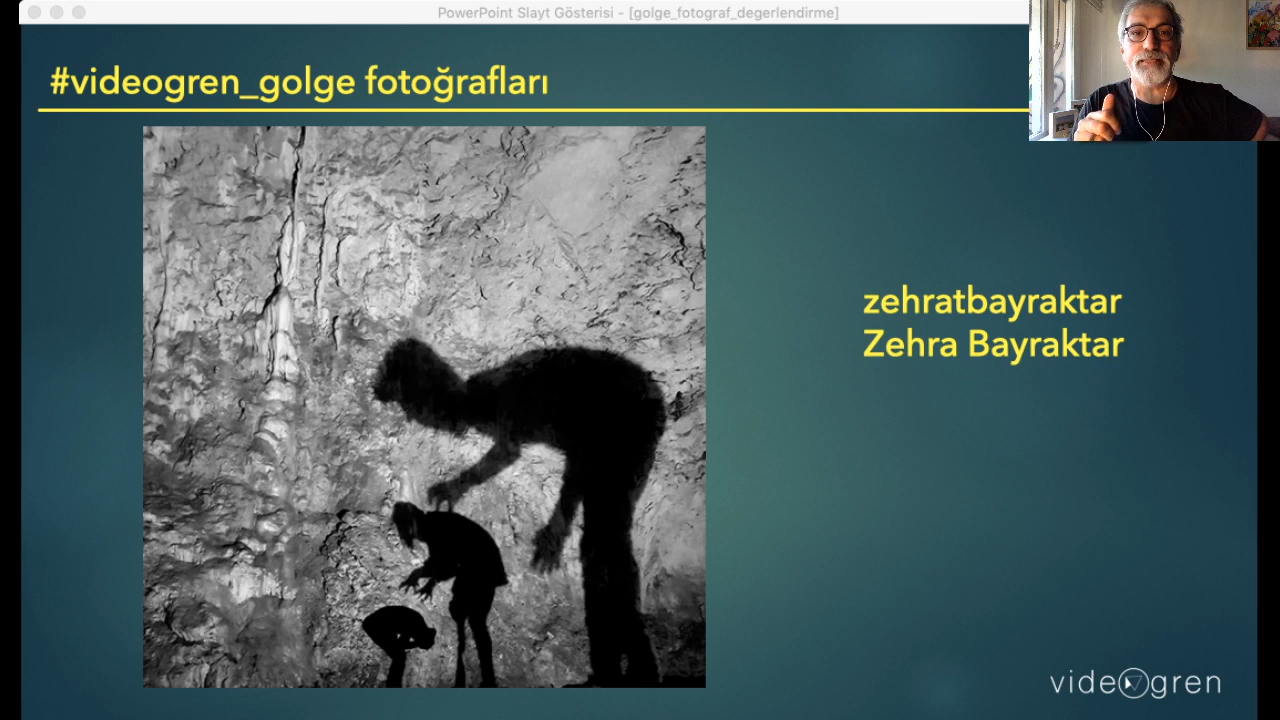 PowerPoint Slayt Gösterisi - [golge_fotograf_degerlendirme]
#videogren_golge fotoğrafları
zehratbayraktar
Zehra Bayraktar
videogren